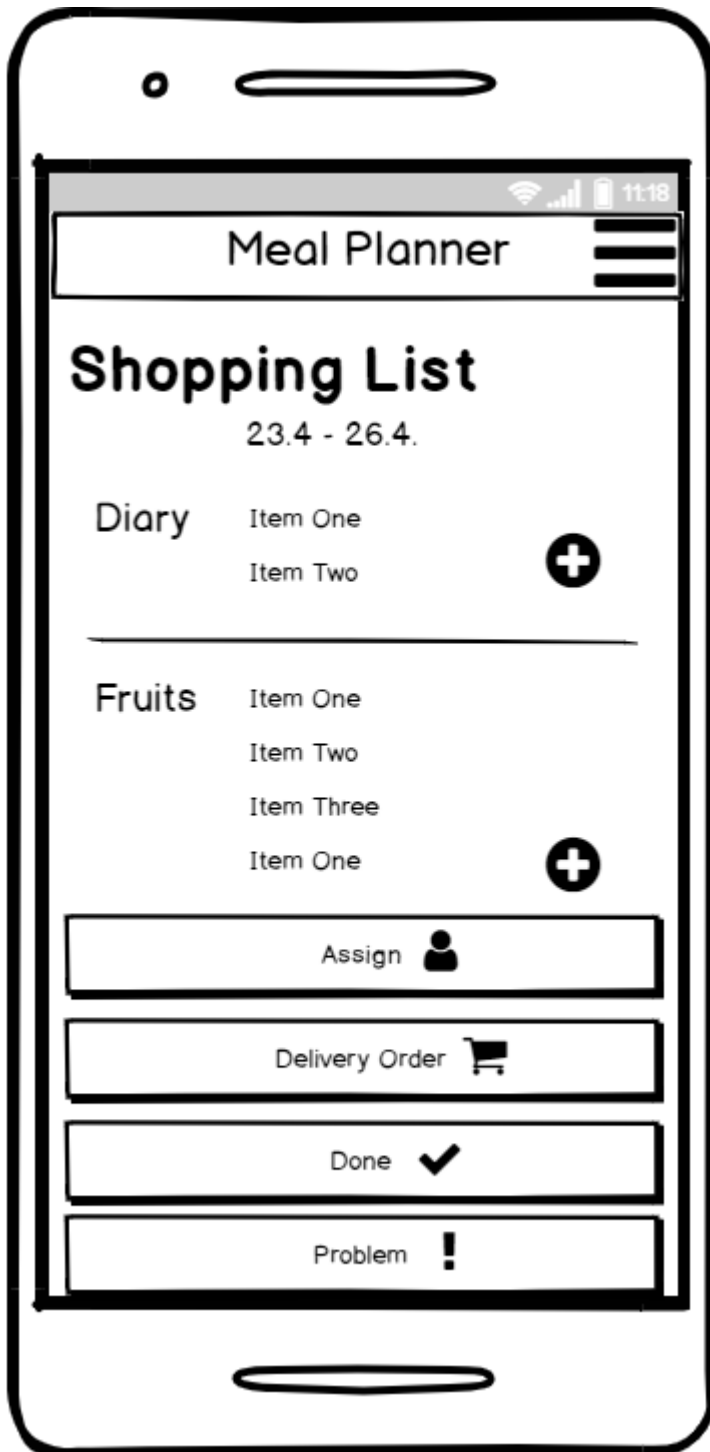 11:18
Meal Planner
Shopping List
23.4 - 26.4.
Diary
Item One
Item Two
Fruits
Item One
Item Two
Item Three
Item One
Assign
Delivery Order
Done
Problem